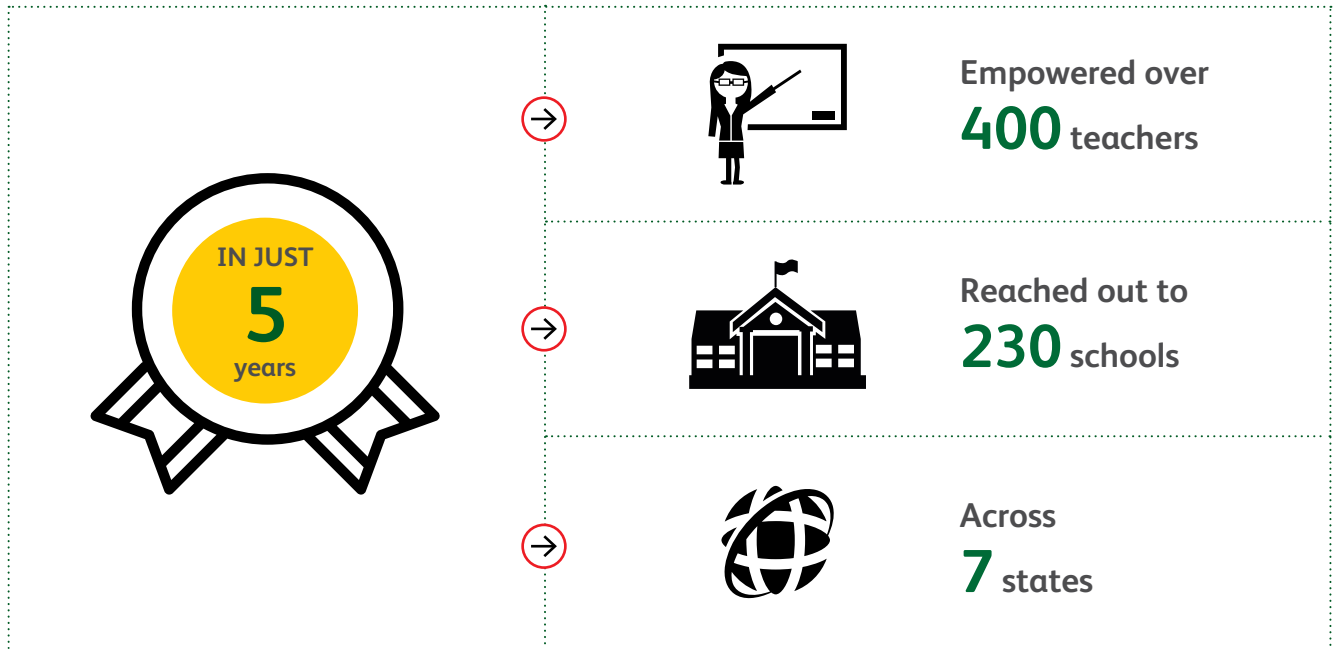 IN JUST
5
years
Empowered over
400 teachers
Reached out to
230 schools
Across
7 states